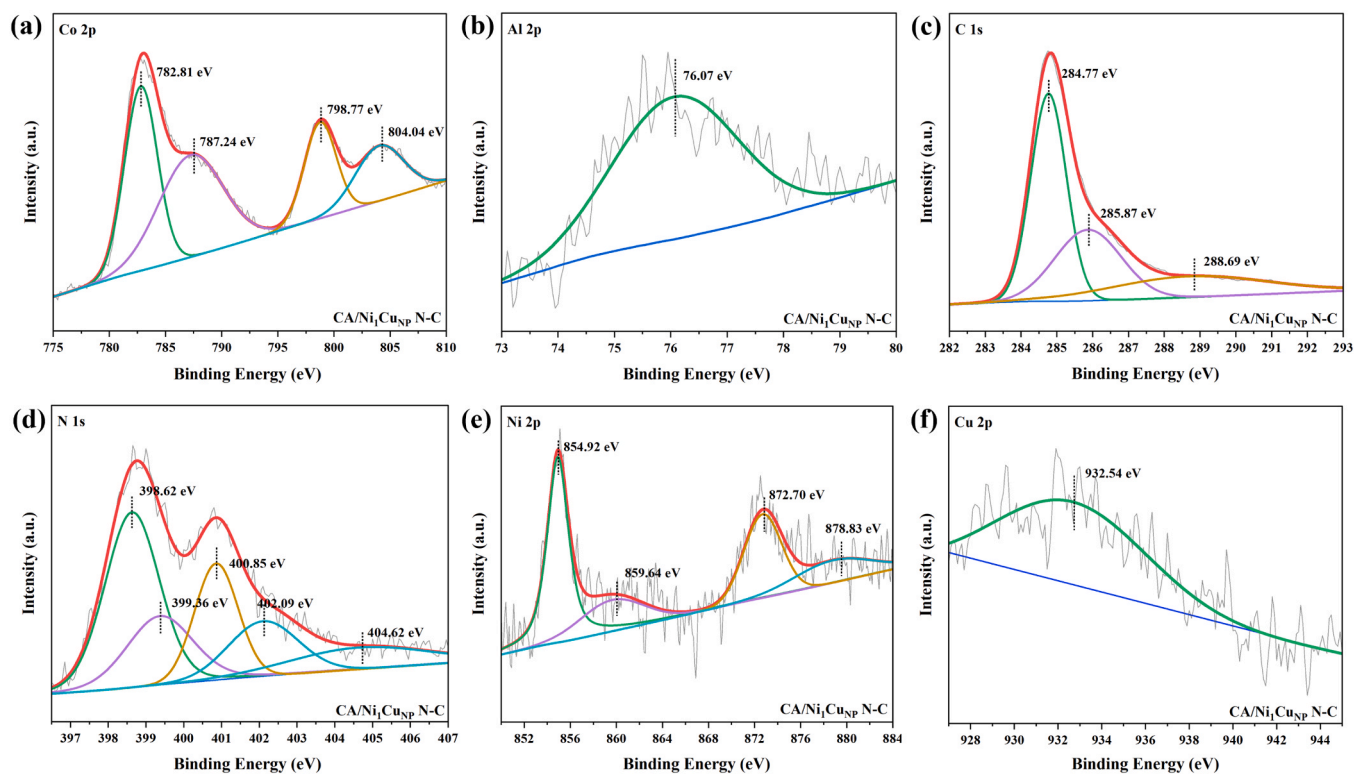 (a)
Co 2p
782.81 eV
787.24 eV
798.77 eV
804.04 eV
Intensity (a.u.)
CA/Ni₁Cu_NP N-C
775 780 785 790 795 800 805 810
Binding Energy (eV)
(b)
Al 2p
76.07 eV
Intensity (a.u.)
CA/Ni₁Cu_NP N-C
73 74 75 76 77 78 79 80
Binding Energy (eV)
(c)
C 1s
284.77 eV
285.87 eV
288.69 eV
Intensity (a.u.)
CA/Ni₁Cu_NP N-C
282 283 284 285 286 287 288 289 290 291 292 293
Binding Energy (eV)
(d)
N 1s
398.62 eV
400.85 eV
399.36 eV
402.09 eV
404.62 eV
Intensity (a.u.)
CA/Ni₁Cu_NP N-C
397 398 399 400 401 402 403 404 405 406 407
Binding Energy (eV)
(e)
Ni 2p
854.92 eV
859.64 eV
872.70 eV
878.83 eV
Intensity (a.u.)
CA/Ni₁Cu_NP N-C
852 856 860 864 868 872 876 880 884
Binding Energy (eV)
(f)
Cu 2p
932.54 eV
Intensity (a.u.)
CA/Ni₁Cu_NP N-C
928 930 932 934 936 938 940 942 944
Binding Energy (eV)